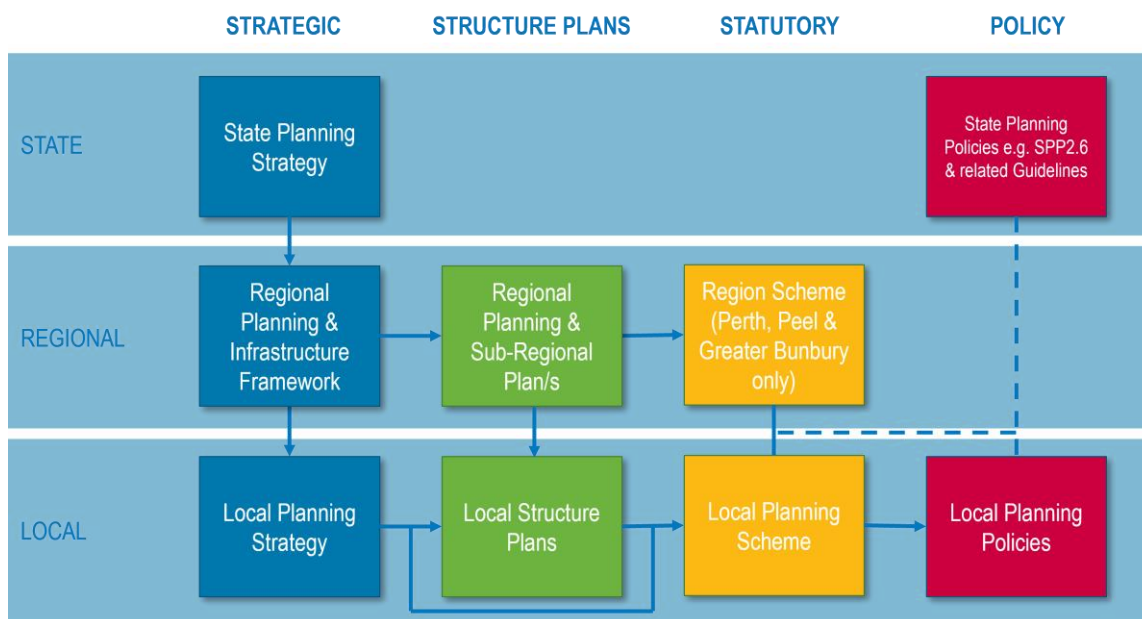 STRATEGIC STRUCTURE PLANS STATUTORY POLICY
STATE
State Planning
Strategy
State Planning
Policies e.g. SPP2.6
& related Guidelines
REGIONAL
Regional
Planning &
Infrastructure
Framework
Regional
Planning &
Sub-Regional
Plan/s
Region Scheme
(Perth, Peel &
Greater Bunbury
only)
LOCAL
Local Planning
Strategy
Local Structure
Plans
Local Planning
Scheme
Local Planning
Policies